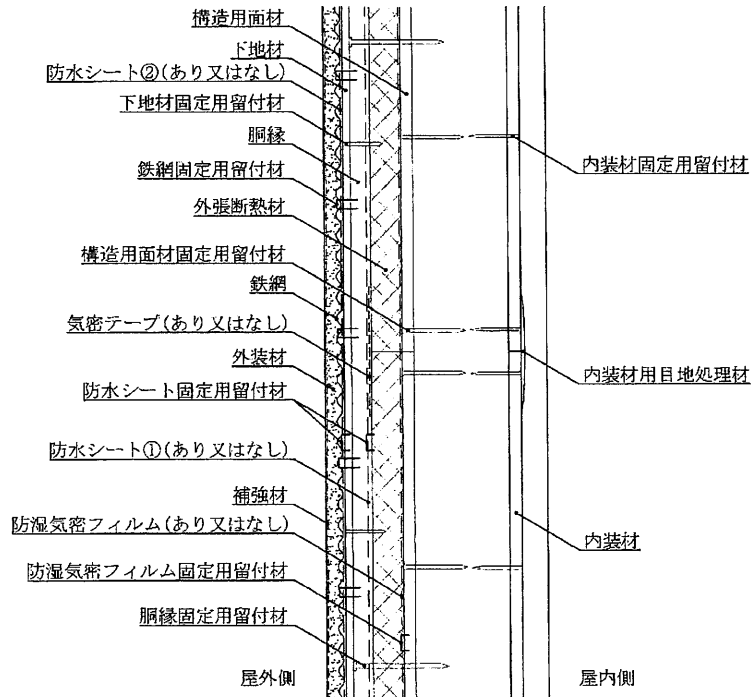 構造用面材
下地材
防水シート②(あり又はなし)
下地材固定用留付材
胴縁
鉄網固定用留付材
外張断熱材
構造用面材固定用留付材
鉄網
気密テープ(あり又はなし)
外装材
防水シート固定用留付材
防水シート①(あり又はなし)
補強材
防湿気密フィルム(あり又はなし)
防湿気密フィルム固定用留付材
胴縁固定用留付材
屋外側
内装材固定用留付材
内装材用目地処理材
内装材
屋内側